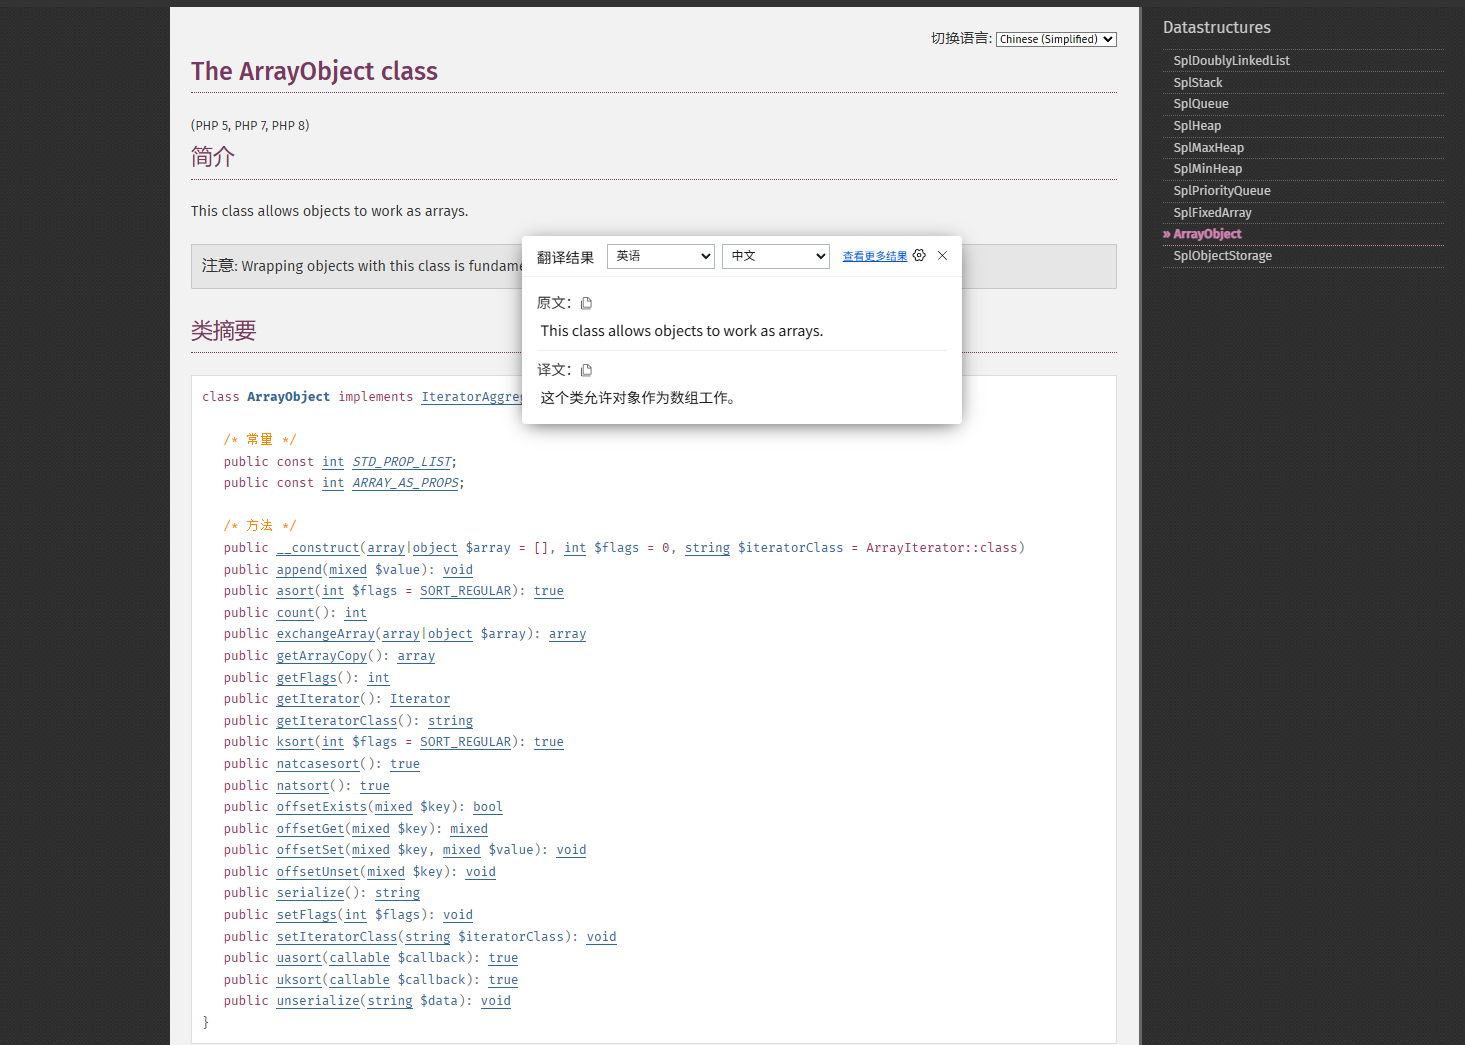 切换语言: Chinese (Simplified)
The ArrayObject class
(PHP 5, PHP 7, PHP 8)
简介
This class allows objects to work as arrays.
注意: Wrapping objects with this class is fundame
类摘要
class ArrayObject implements IteratorAggreg
/* 常量 */
public const int STD_PROP_LIST;
public const int ARRAY_AS_PROPS;
/* 方法 */
public __construct(array|object $array = [], int $flags = 0, string $iteratorClass = ArrayIterator::class)
public append(mixed $value): void
public asort(int $flags = SORT_REGULAR): true
public count(): int
public exchangeArray(array|object $array): array
public getArrayCopy(): array
public getFlags(): int
public getIterator(): Iterator
public getIteratorClass(): string
public ksort(int $flags = SORT_REGULAR): true
public natcasesort(): true
public natsort(): true
public offsetExists(mixed $key): bool
public offsetGet(mixed $key): mixed
public offsetSet(mixed $key, mixed $value): void
public offsetUnset(mixed $key): void
public serialize(): string
public setFlags(int $flags): void
public setIteratorClass(string $iteratorClass): void
public uasort(callable $callback): true
public uksort(callable $callback): true
public unserialize(string $data): void
}
翻译结果 英语 中文 查看更多结果
原文：
This class allows objects to work as arrays.
译文：
这个类允许对象作为数组工作。
Datastructures
SplDoublyLinkedList
SplStack
SplQueue
SplHeap
SplMaxHeap
SplMinHeap
SplPriorityQueue
SplFixedArray
» ArrayObject
SplObjectStorage